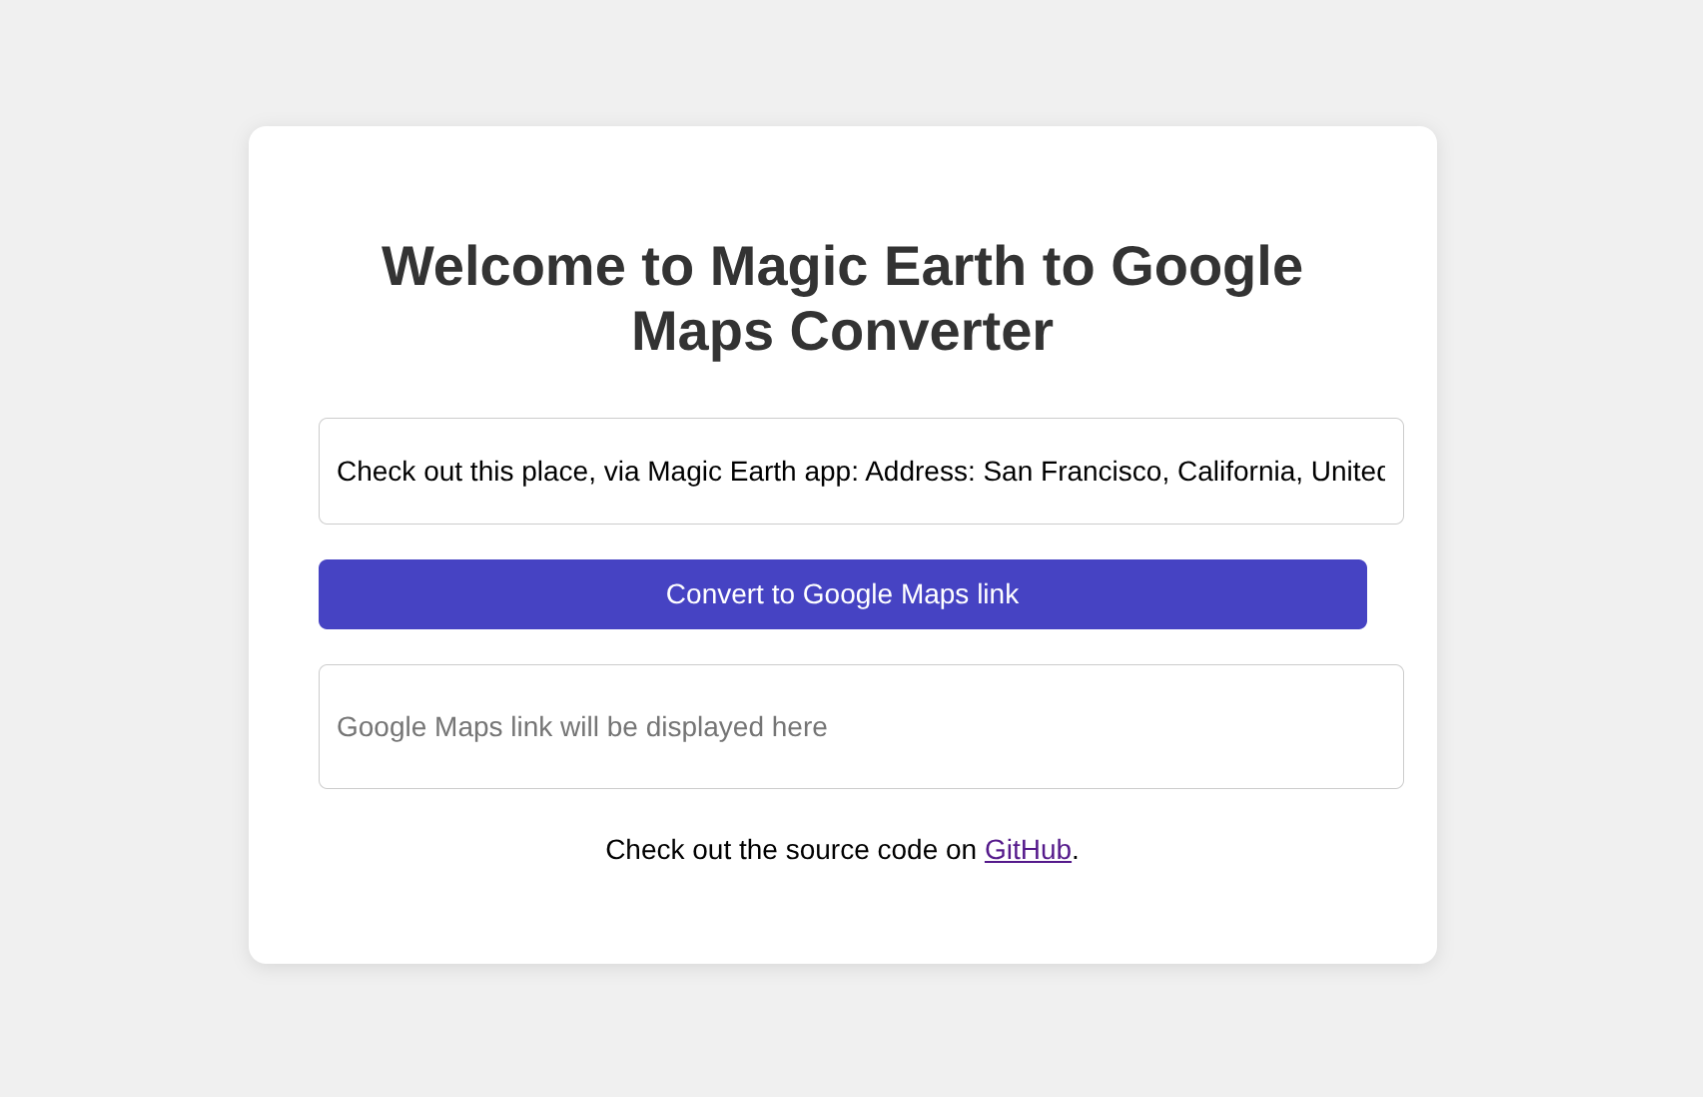 Welcome to Magic Earth to Google
Maps Converter
Check out this place, via Magic Earth app: Address: San Francisco, California, United
Convert to Google Maps link
Google Maps link will be displayed here
Check out the source code on GitHub.